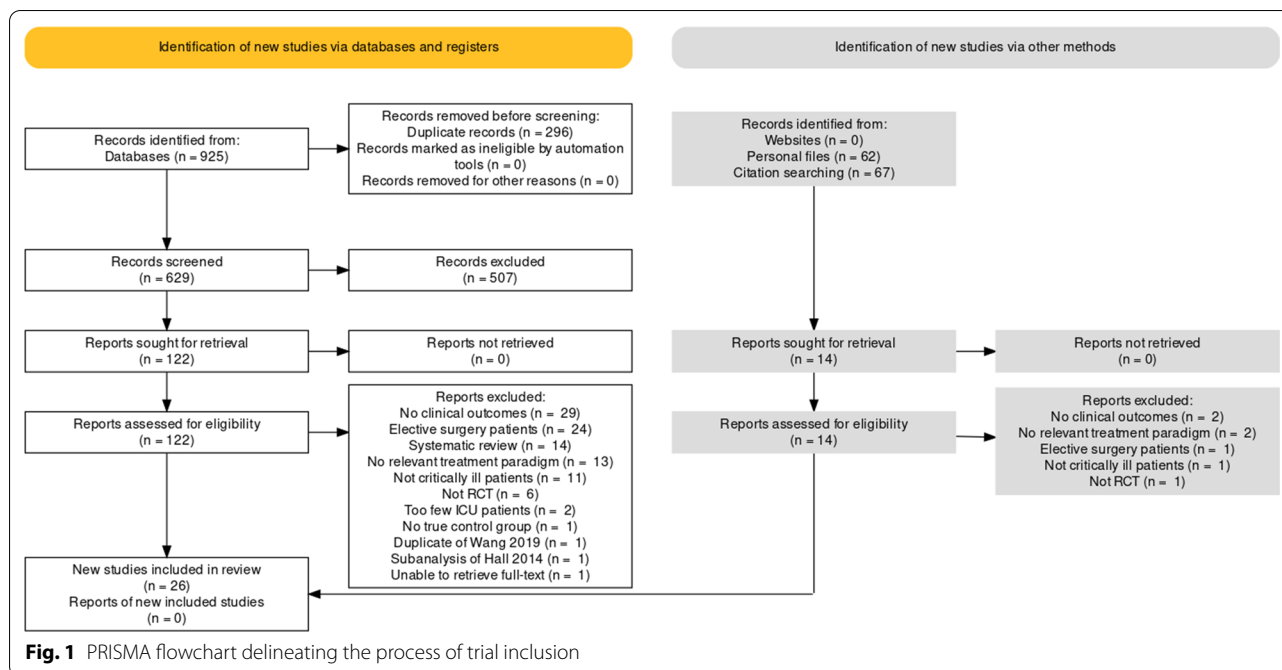 Identification of new studies via databases and registers
Identification of new studies via other methods
Records identified from:
Databases (n = 925)
Records removed before screening:
Duplicate records (n = 296)
Records marked as ineligible by automation
tools (n = 0)
Records removed for other reasons (n = 0)
Records identified from:
Websites (n = 0)
Personal files (n = 62)
Citation searching (n = 67)
Records screened
(n = 629)
Records excluded
(n = 507)
Reports sought for retrieval
(n = 122)
Reports not retrieved
(n = 0)
Reports sought for retrieval
(n = 14)
Reports not retrieved
(n = 0)
Reports assessed for eligibility
(n = 122)
Reports excluded:
No clinical outcomes (n = 29)
Elective surgery patients (n = 24)
Systematic review (n = 14)
No relevant treatment paradigm (n = 13)
Not critically ill patients (n = 11)
Not RCT (n = 6)
Too few ICU patients (n = 2)
No true control group (n = 1)
Duplicate of Wang 2019 (n = 1)
Subanalysis of Hall 2014 (n = 1)
Unable to retrieve full-text (n = 1)
Reports assessed for eligibility
(n = 14)
Reports excluded:
No clinical outcomes (n = 2)
No relevant treatment paradigm (n = 2)
Elective surgery patients (n = 1)
Not critically ill patients (n = 1)
Not RCT (n = 1)
New studies included in review
(n = 26)
Reports of new included studies
(n = 0)
Fig. 1 PRISMA flowchart delineating the process of trial inclusion